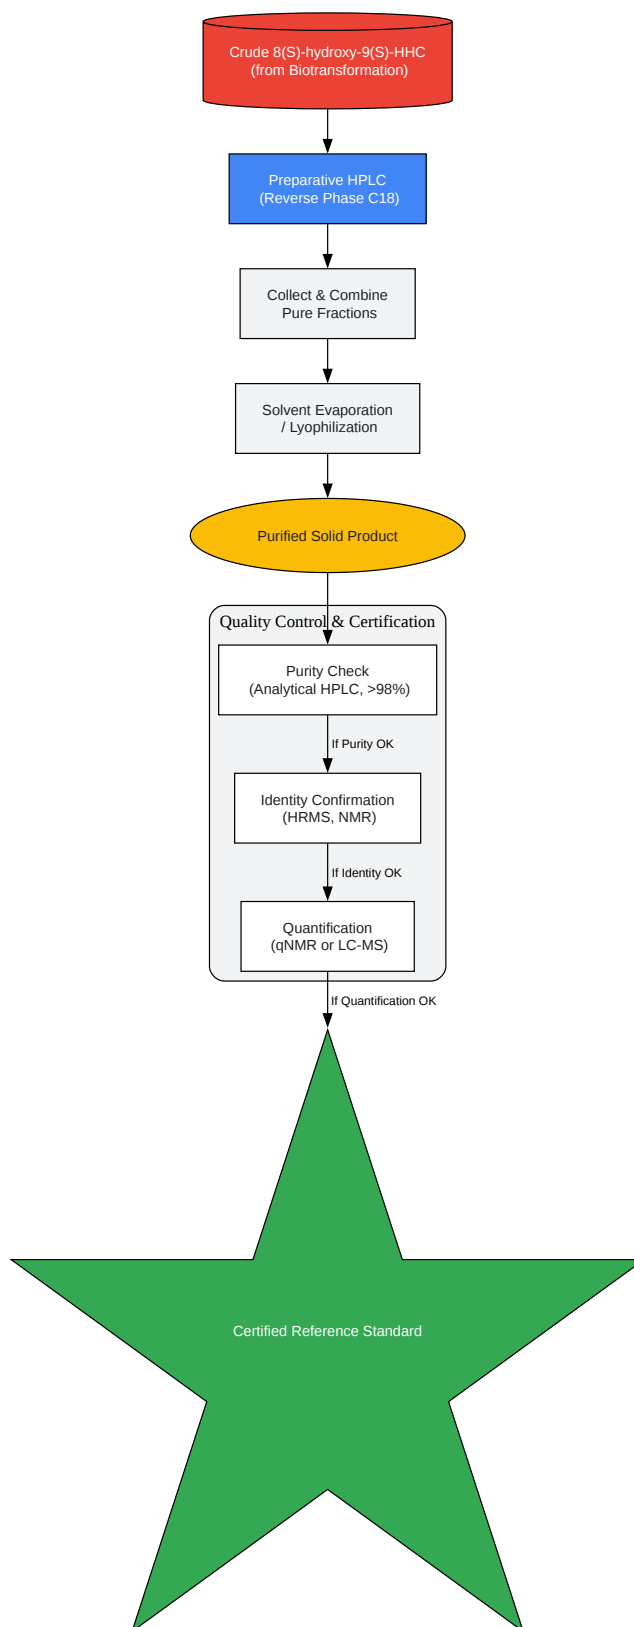 Crude 8(S)-hydroxy-9(S)-HHC
(from Biotransformation)
Preparative HPLC
(Reverse Phase C18)
Collect & Combine
Pure Fractions
Solvent Evaporation
/ Lyophilization
Purified Solid Product
Quality Control & Certification
Purity Check
(Analytical HPLC, >98%)
If Purity OK
Identity Confirmation
(HRMS, NMR)
If Identity OK
Quantification
(qNMR or LC-MS)
If Quantification OK
Certified Reference Standard